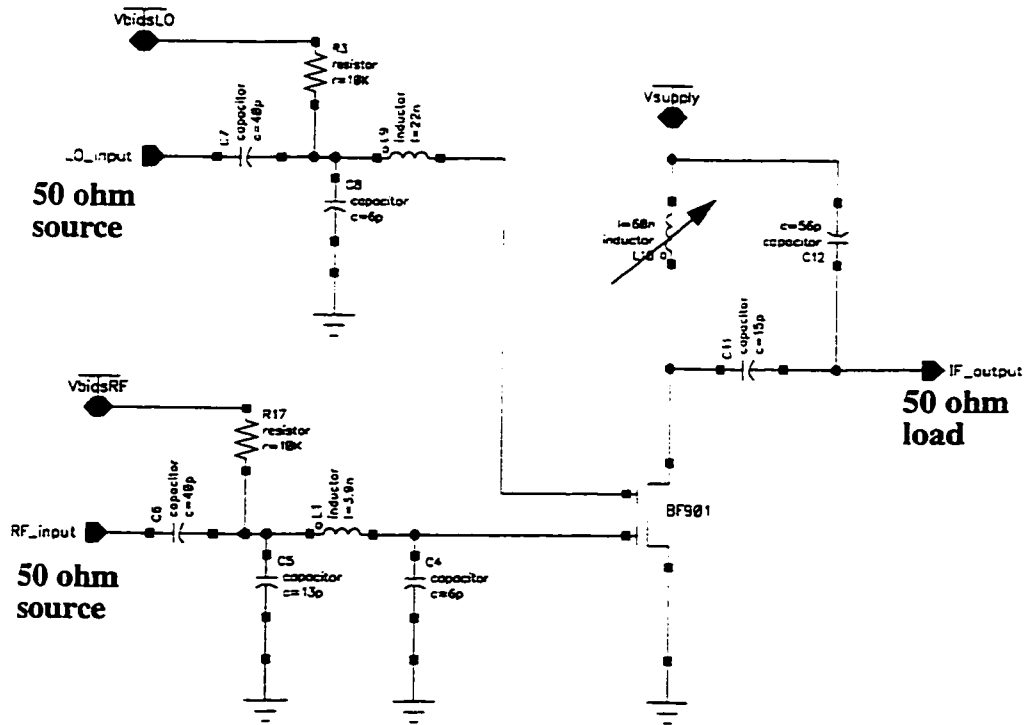 VbiasLO
R3
resistor
r=10K
C7
capacitor
c=40p
L9
inductor
l=22n
LO_input
50 ohm
source
C8
capacitor
c=6p
Vsupply
l=68n
inductor
L10
c=56p
capacitor
C12
C11
capacitor
c=15p
IF_output
50 ohm
load
VbiasRF
R17
resistor
r=10K
C6
capacitor
c=40p
L1
inductor
l=3.9n
RF_input
50 ohm
source
C5
capacitor
c=13p
C4
capacitor
c=6p
BF901